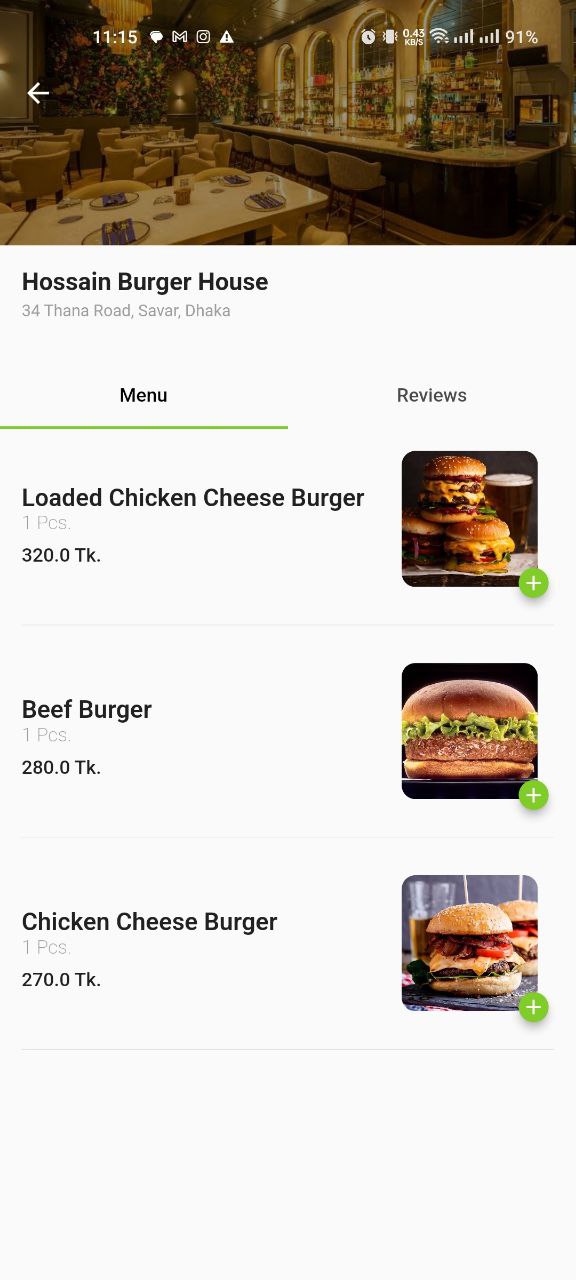 11:15
0.43
KB/S
91%
Hossain Burger House
34 Thana Road, Savar, Dhaka
Menu
Reviews
Loaded Chicken Cheese Burger
1 Pcs.
320.0 Tk.
Beef Burger
1 Pcs.
280.0 Tk.
Chicken Cheese Burger
1 Pcs.
270.0 Tk.